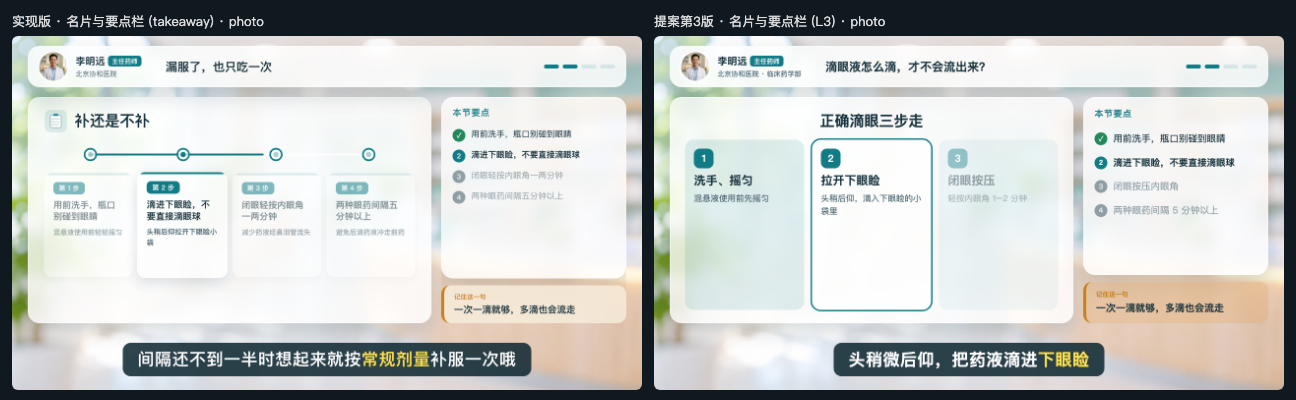 实现版 · 名片与要点栏 (takeaway) · photo
李明远 主任药师
北京协和医院
漏服了，也只吃一次
补还是不补
第 1 步
用前洗手，瓶口
别碰到眼睛
混悬液使用前轻轻摇匀
第 2 步
滴进下眼睑，不
要直接滴眼球
头稍后仰拉开下眼睑小
袋
第 3 步
闭眼轻按内眼角
一两分钟
减少药液经鼻泪管流失
第 4 步
两种眼药间隔五
分钟以上
避免后滴药液冲走前药
本节要点
用前洗手，瓶口别碰到眼睛
2 滴进下眼睑，不要直接滴眼球
3 闭眼轻按内眼角一两分钟
4 两种眼药间隔五分钟以上
记住这一句
一次一滴就够，多滴也会流走
间隔还不到一半时想起来就按常规剂量补服一次哦
提案第3版 · 名片与要点栏 (L3) · photo
李明远 主任药师
北京协和医院 · 临床药学部
滴眼液怎么滴，才不会流出来？
正确滴眼三步走
1
洗手、摇匀
混悬液使用前先摇匀
2
拉开下眼睑
头稍后仰，滴入下眼睑的小
袋里
3
闭眼按压
轻按内眼角 1–2 分钟
本节要点
用前洗手，瓶口别碰到眼睛
2 滴进下眼睑，不要直接滴眼球
3 闭眼按压内眼角
4 两种眼药间隔 5 分钟以上
记住这一句
一次一滴就够，多滴也会流走
头稍微后仰，把药液滴进下眼睑